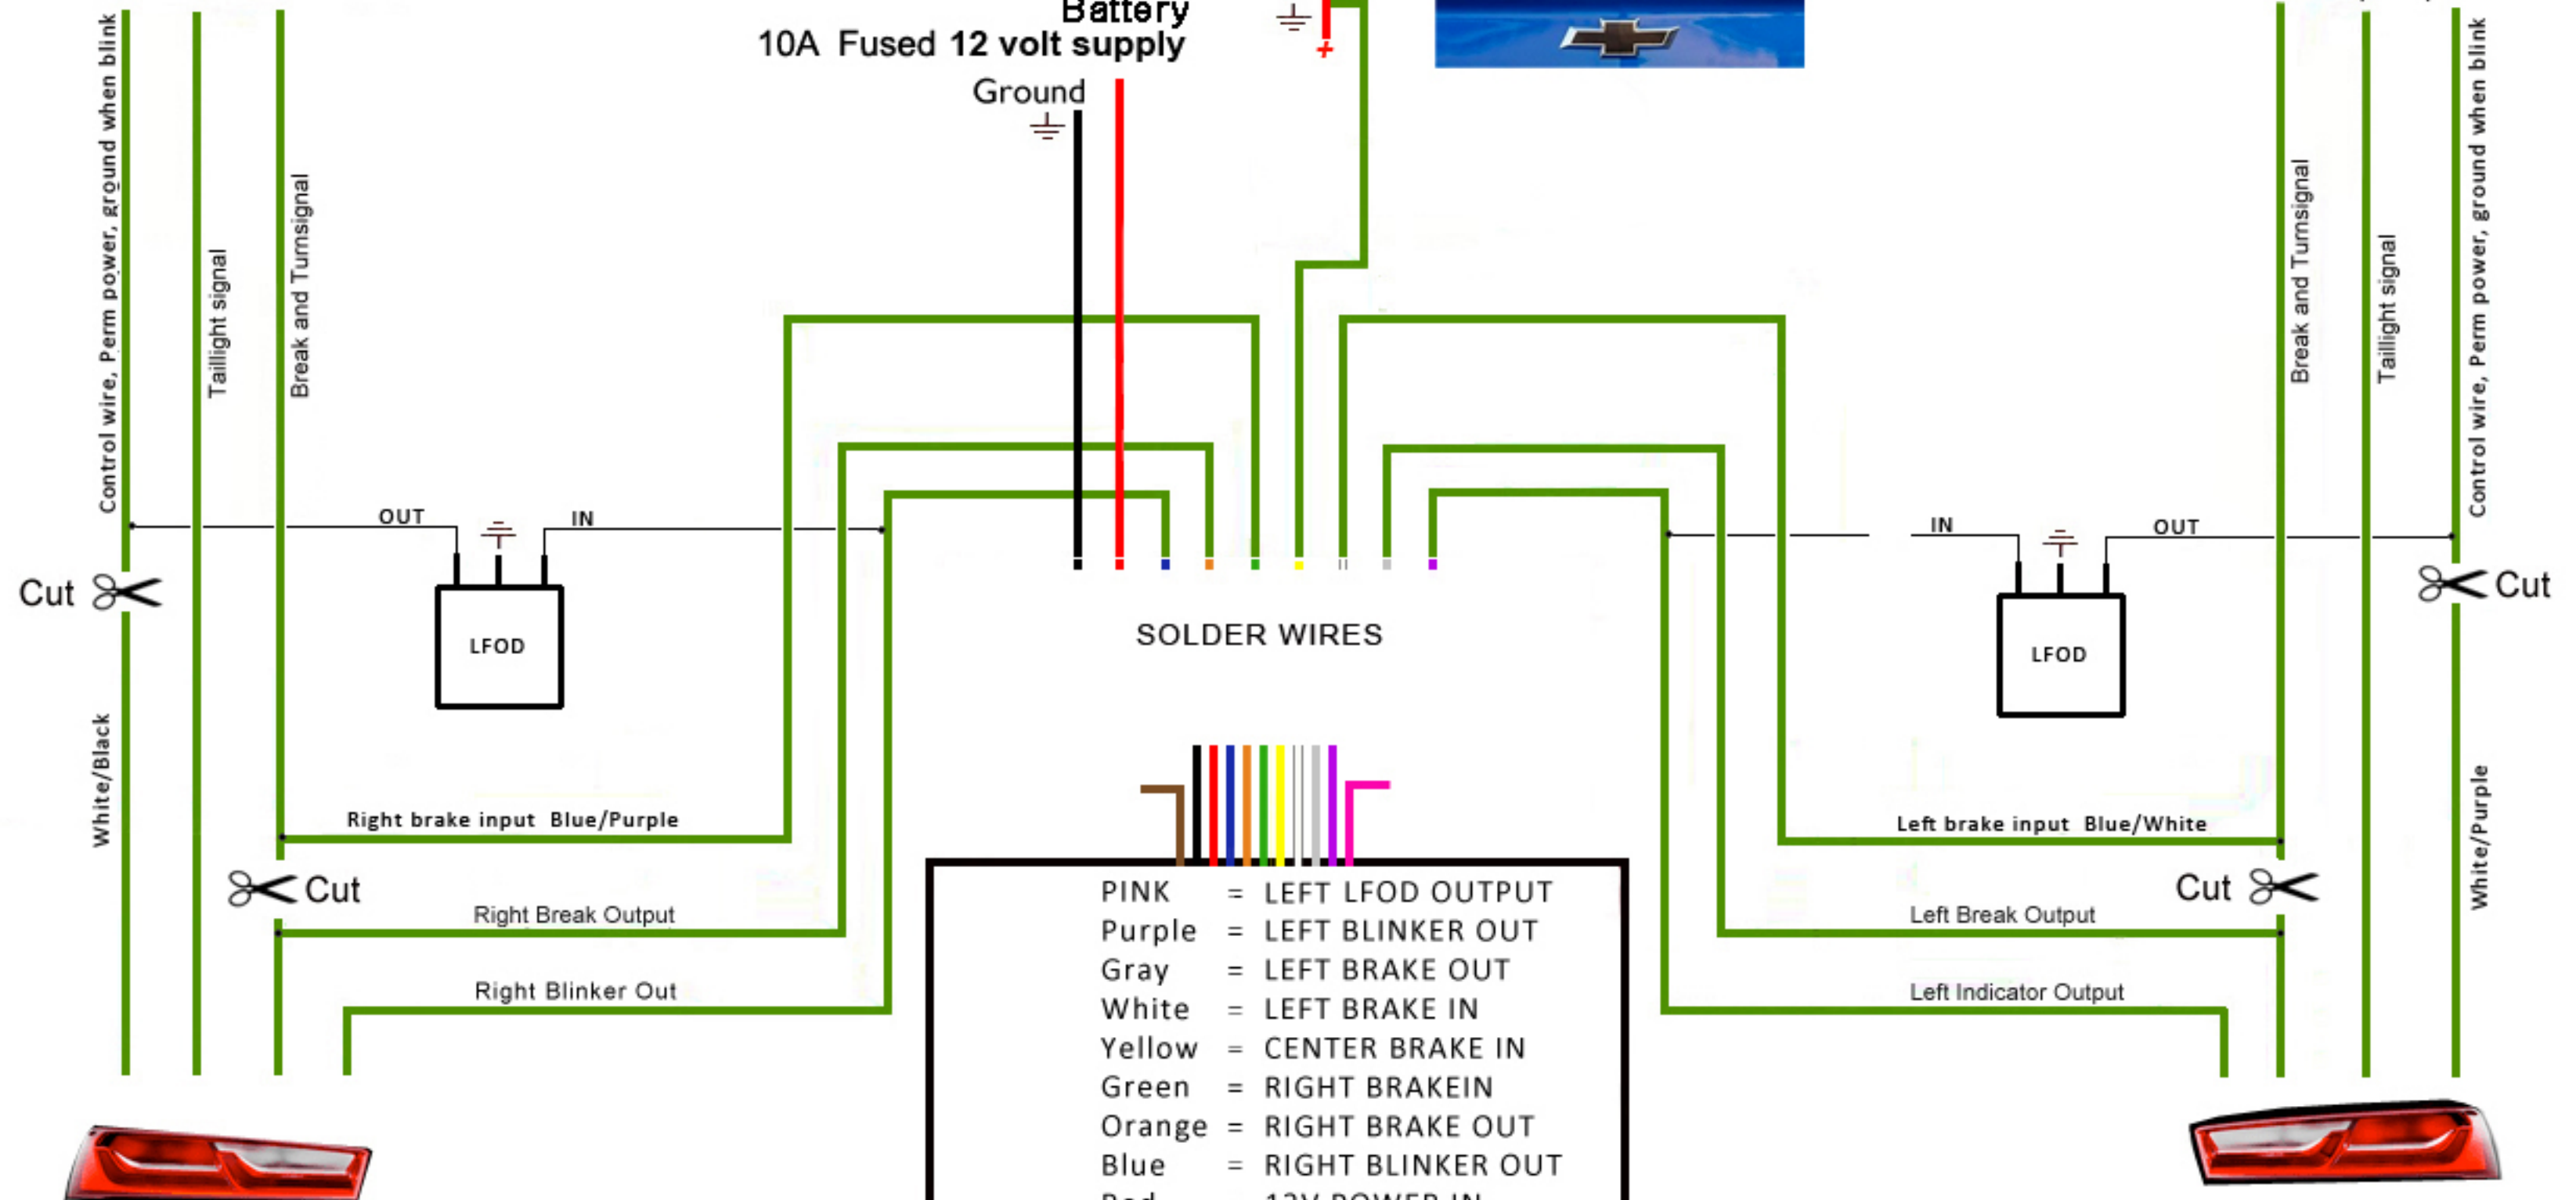 Battery
10A Fused 12 volt supply
Ground
Control wire, Perm power, ground when blink
Taillight signal
Break and Turnsignal
Break and Turnsignal
Taillight signal
Control wire, Perm power, ground when blink
OUT
IN
IN
OUT
Cut
Cut
LFOD
LFOD
SOLDER WIRES
White/Black
White/Purple
Right brake input Blue/Purple
Left brake input Blue/White
Cut
Cut
Right Break Output
Left Break Output
Right Blinker Out
Left Indicator Output
PINK = LEFT LFOD OUTPUT
Purple = LEFT BLINKER OUT
Gray = LEFT BRAKE OUT
White = LEFT BRAKE IN
Yellow = CENTER BRAKE IN
Green = RIGHT BRAKEIN
Orange = RIGHT BRAKE OUT
Blue = RIGHT BLINKER OUT
Red = 12V POWER IN